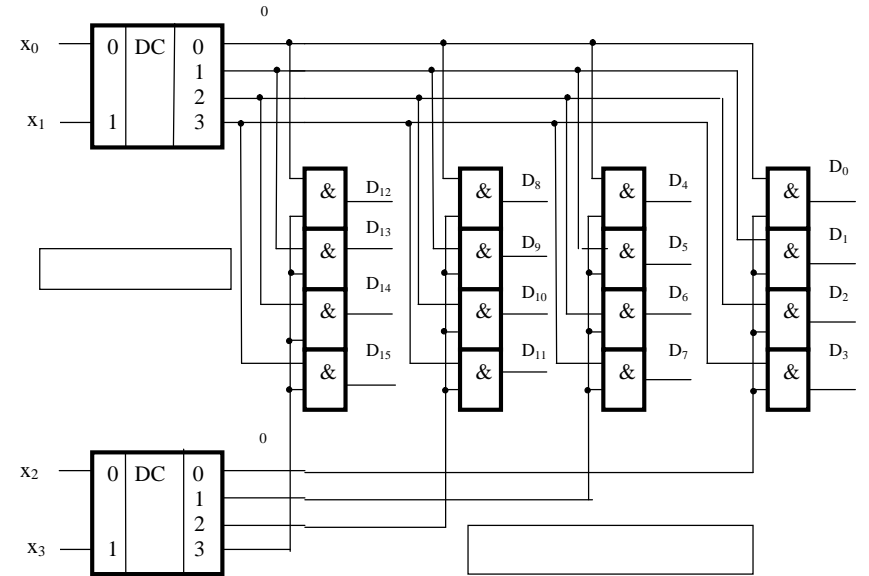 0
x₀ 0 DC 0
1
2
x₁ 1 3
& D₁₂ & D₈ & D₄ & D₀
& D₁₃ & D₉ & D₅ & D₁
& D₁₄ & D₁₀ & D₆ & D₂
& D₁₅ & D₁₁ & D₇ & D₃
0
x₂ 0 DC 0
1
2
x₃ 1 3